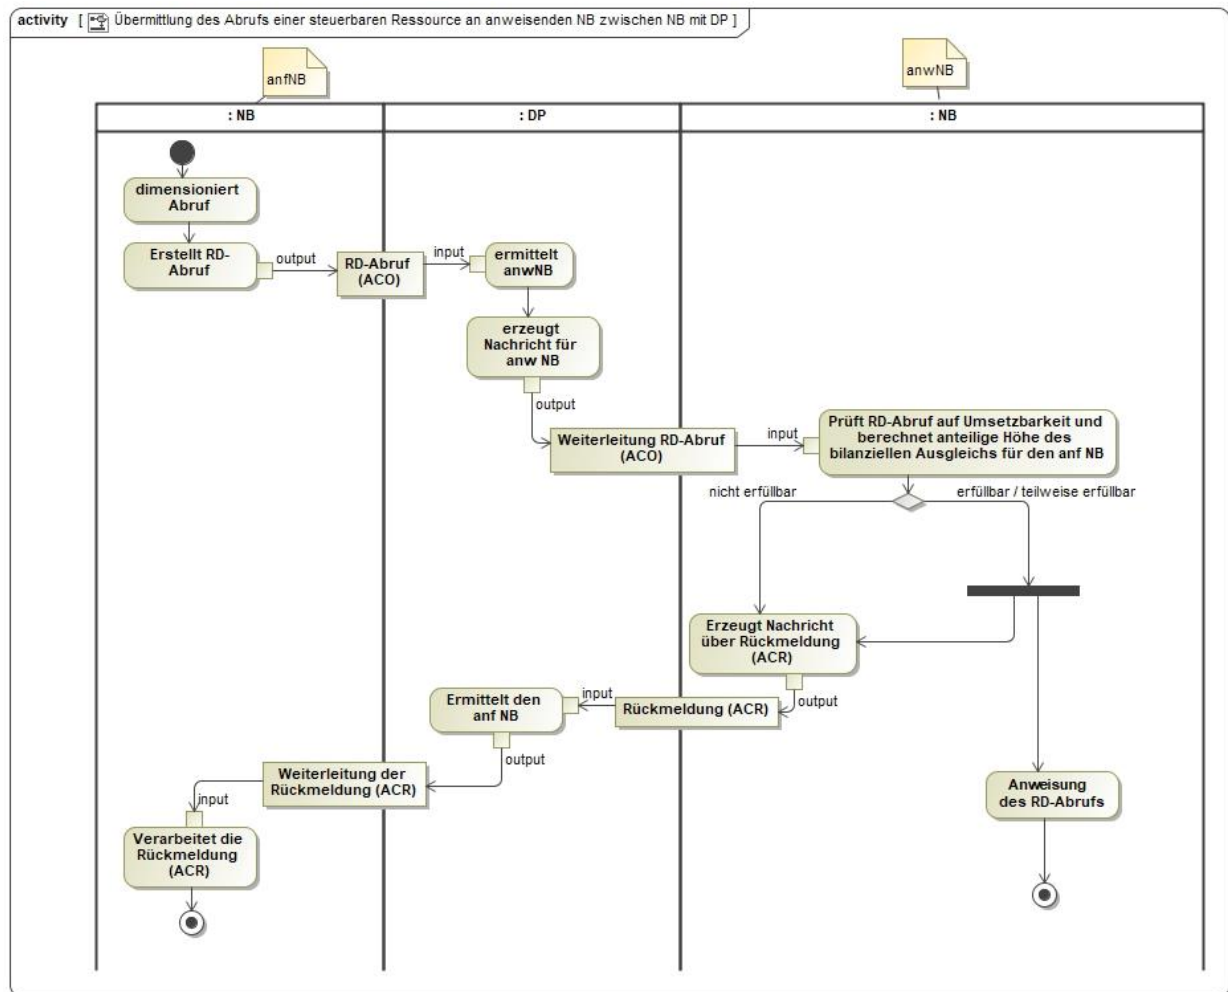 activity [ Übermittlung des Abrufs einer steuerbaren Ressource an anweisenden NB zwischen NB mit DP ]
anfNB
anwNB
: NB
: DP
: NB
dimensioniert
Abruf
Erstellt RD-
Abruf
output
RD-Abruf
(ACO)
input
ermittelt
anwNB
erzeugt
Nachricht für
anw NB
output
Weiterleitung RD-Abruf
(ACO)
input
Prüft RD-Abruf auf Umsetzbarkeit und
berechnet anteilige Höhe des
bilanziellen Ausgleichs für den anf NB
nicht erfüllbar
erfüllbar / teilweise erfüllbar
Erzeugt Nachricht
über Rückmeldung
(ACR)
output
Rückmeldung (ACR)
input
Ermittelt den
anf NB
output
Weiterleitung der
Rückmeldung (ACR)
input
Verarbeitet die
Rückmeldung
(ACR)
Anweisung
des RD-Abrufs